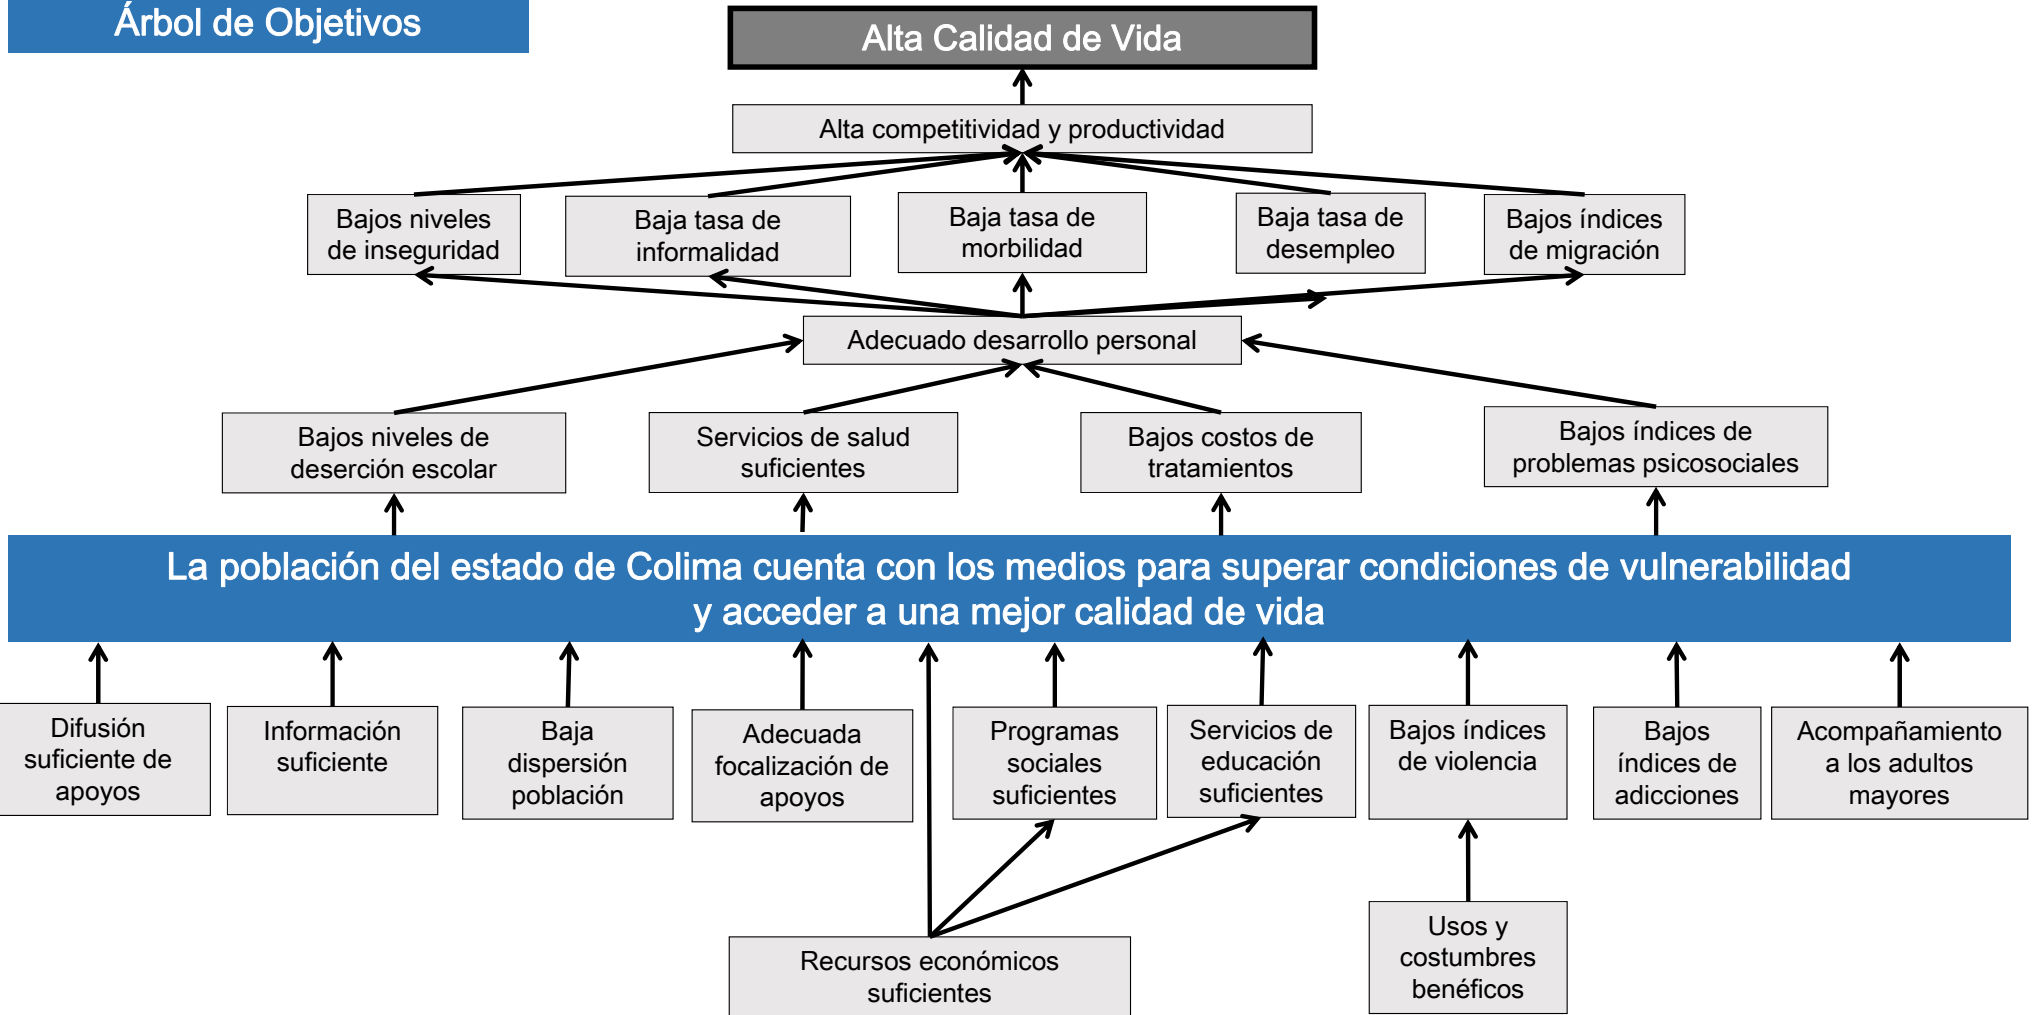 Árbol de Objetivos
Alta Calidad de Vida
Alta competitividad y productividad
Bajos niveles
de inseguridad
Baja tasa de
informalidad
Baja tasa de
morbilidad
Baja tasa de
desempleo
Bajos índices
de migración
Adecuado desarrollo personal
Bajos niveles de
deserción escolar
Servicios de salud
suficientes
Bajos costos de
tratamientos
Bajos índices de
problemas psicosociales
La población del estado de Colima cuenta con los medios para superar condiciones de vulnerabilidad
y acceder a una mejor calidad de vida
Difusión
suficiente de
apoyos
Información
suficiente
Baja
dispersión
población
Adecuada
focalización de
apoyos
Programas
sociales
suficientes
Servicios de
educación
suficientes
Bajos índices
de violencia
Bajos
índices de
adicciones
Acompañamiento
a los adultos
mayores
Recursos económicos
suficientes
Usos y
costumbres
benéficos